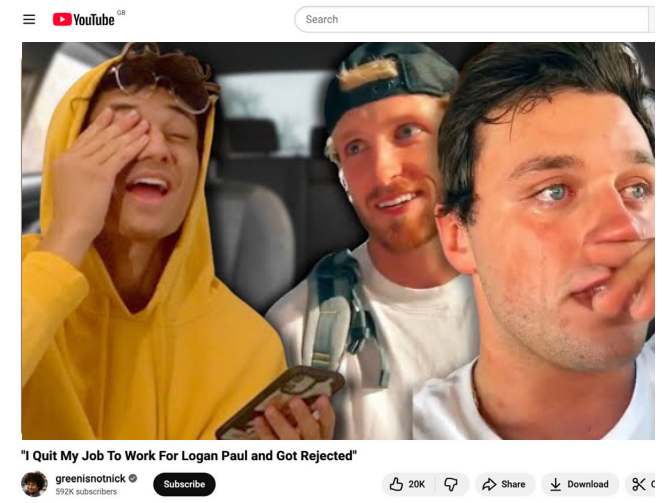 YouTube GB
Search
"I Quit My Job To Work For Logan Paul and Got Rejected"
greenisnotnick
592K subscribers
Subscribe
20K
Share
Download